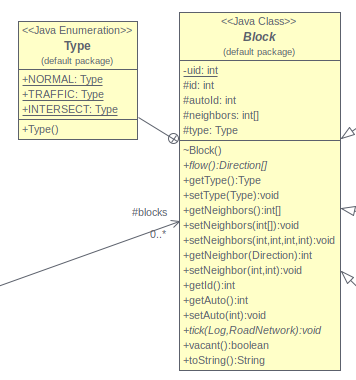 <<Java Enumeration>>
Type
(default package)
+NORMAL: Type
+TRAFFIC: Type
+INTERSECT: Type
+Type()
<<Java Class>>
Block
(default package)
-uid: int
#id: int
#autoId: int
#neighbors: int[]
#type: Type
~Block()
+flow():Direction[]
+getType():Type
+setType(Type):void
+getNeighbors():int[]
+setNeighbors(int[]):void
+setNeighbors(int,int,int,int):void
+getNeighbor(Direction):int
+setNeighbor(int,int):void
+getId():int
+getAuto():int
+setAuto(int):void
+tick(Log,RoadNetwork):void
+vacant():boolean
+toString():String
#blocks
0..*